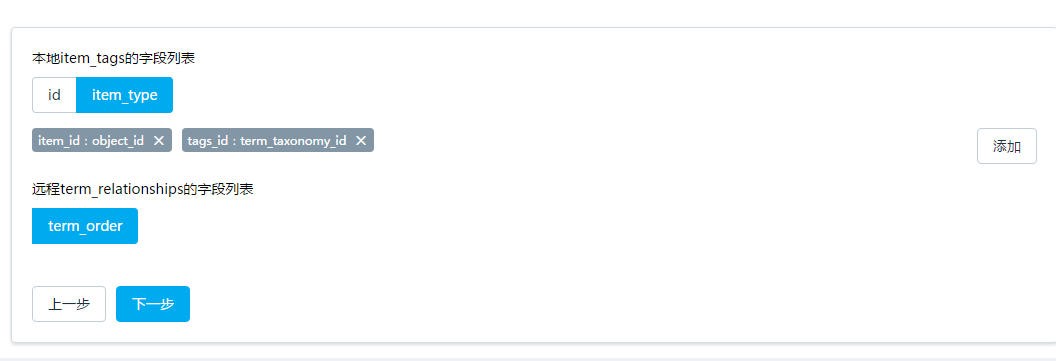 本地item_tags的字段列表
id item_type
item_id : object_id × tags_id : term_taxonomy_id × 添加
远程term_relationships的字段列表
term_order
上一步 下一步